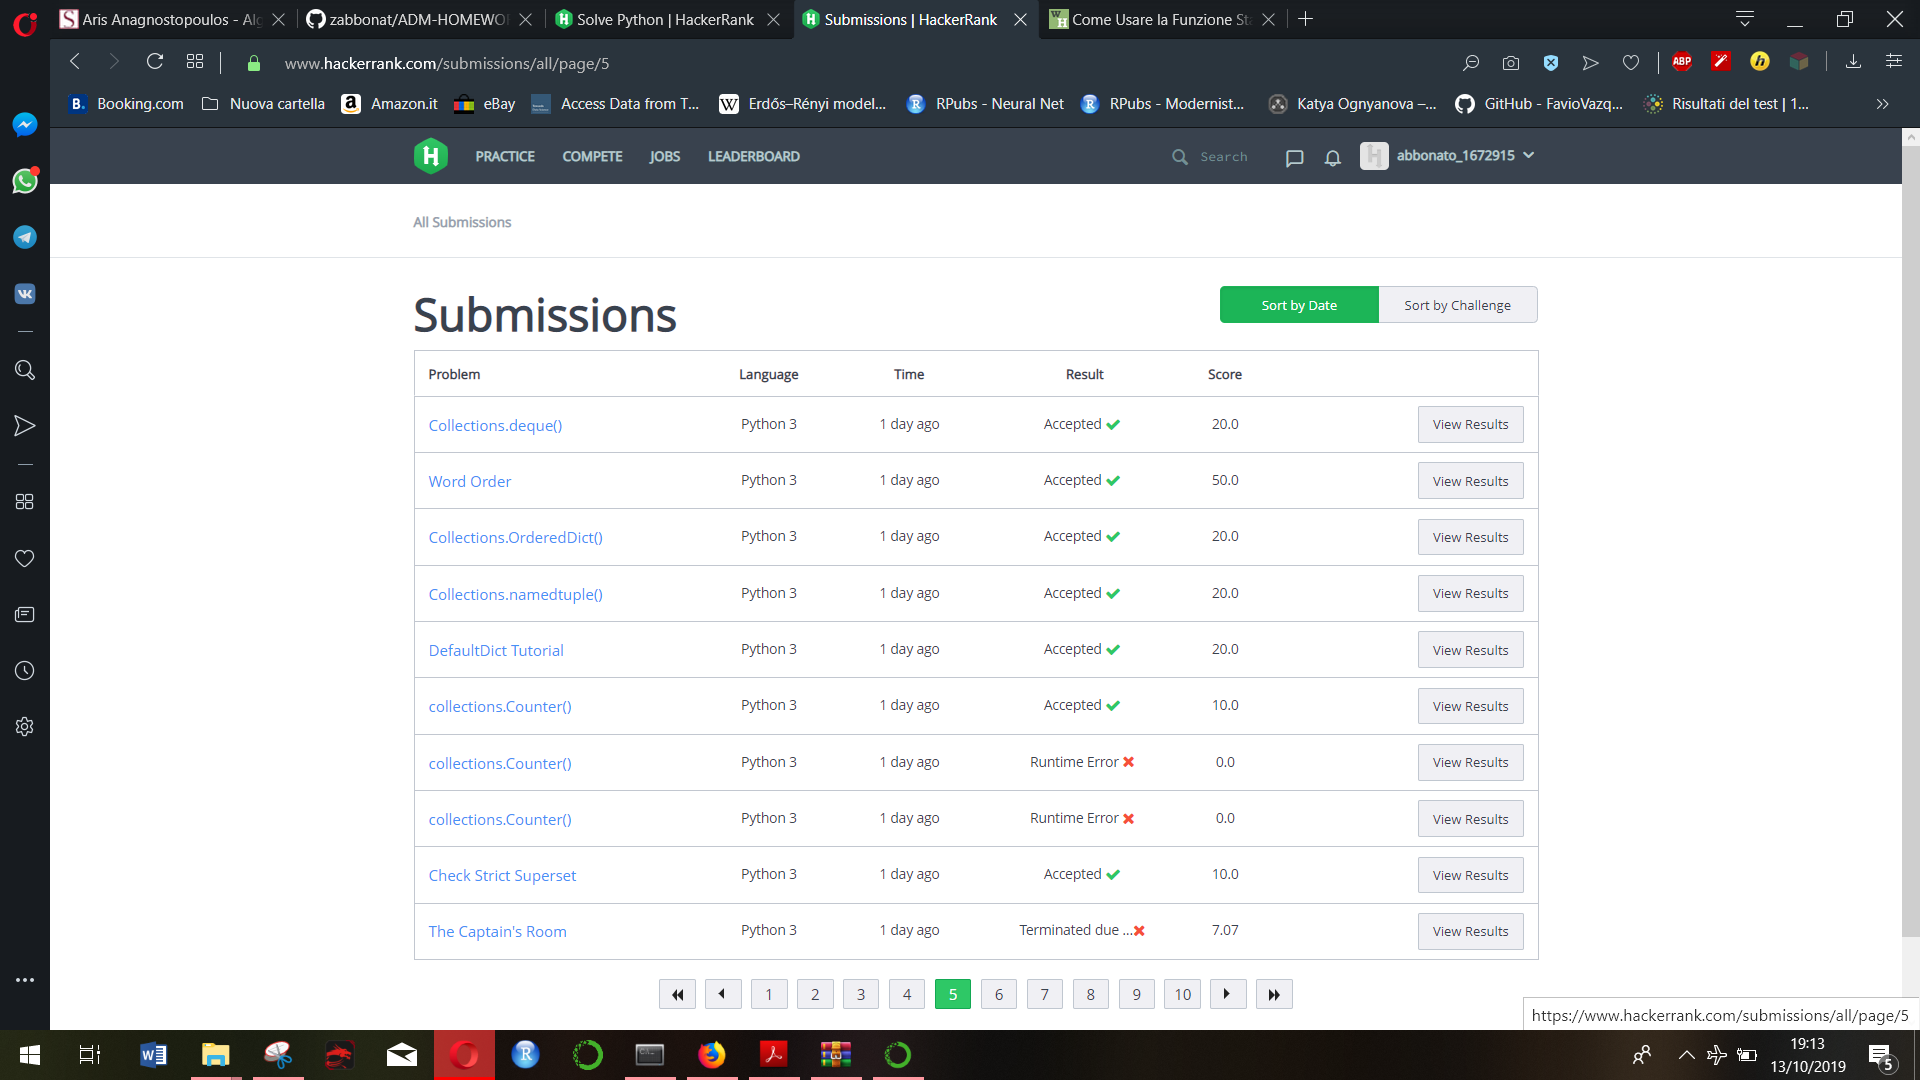 Aris Anagnostopoulos - Alg
zabbonat/ADM-HOMEWO
Solve Python | HackerRank
Submissions | HackerRank
Come Usare la Funzione Sta
www.hackerrank.com/submissions/all/page/5
ABP
B. Booking.com
Nuova cartella
Amazon.it
eBay
Access Data from T...
W Erdős–Rényi model...
R RPubs - Neural Net
R RPubs - Modernist...
Katya Ognyanova –...
GitHub - FavioVazq...
Risultati del test | 1...
H PRACTICE COMPETE JOBS LEADERBOARD
Search
abbonato_1672915
All Submissions
Submissions
Sort by Date Sort by Challenge
Problem Language Time Result Score
Collections.deque() Python 3 1 day ago Accepted 20.0 View Results
Word Order Python 3 1 day ago Accepted 50.0 View Results
Collections.OrderedDict() Python 3 1 day ago Accepted 20.0 View Results
Collections.namedtuple() Python 3 1 day ago Accepted 20.0 View Results
DefaultDict Tutorial Python 3 1 day ago Accepted 20.0 View Results
collections.Counter() Python 3 1 day ago Accepted 10.0 View Results
collections.Counter() Python 3 1 day ago Runtime Error 0.0 View Results
collections.Counter() Python 3 1 day ago Runtime Error 0.0 View Results
Check Strict Superset Python 3 1 day ago Accepted 10.0 View Results
The Captain's Room Python 3 1 day ago Terminated due ... 7.07 View Results
1 2 3 4 5 6 7 8 9 10
https://www.hackerrank.com/submissions/all/page/5
19:13
13/10/2019
5